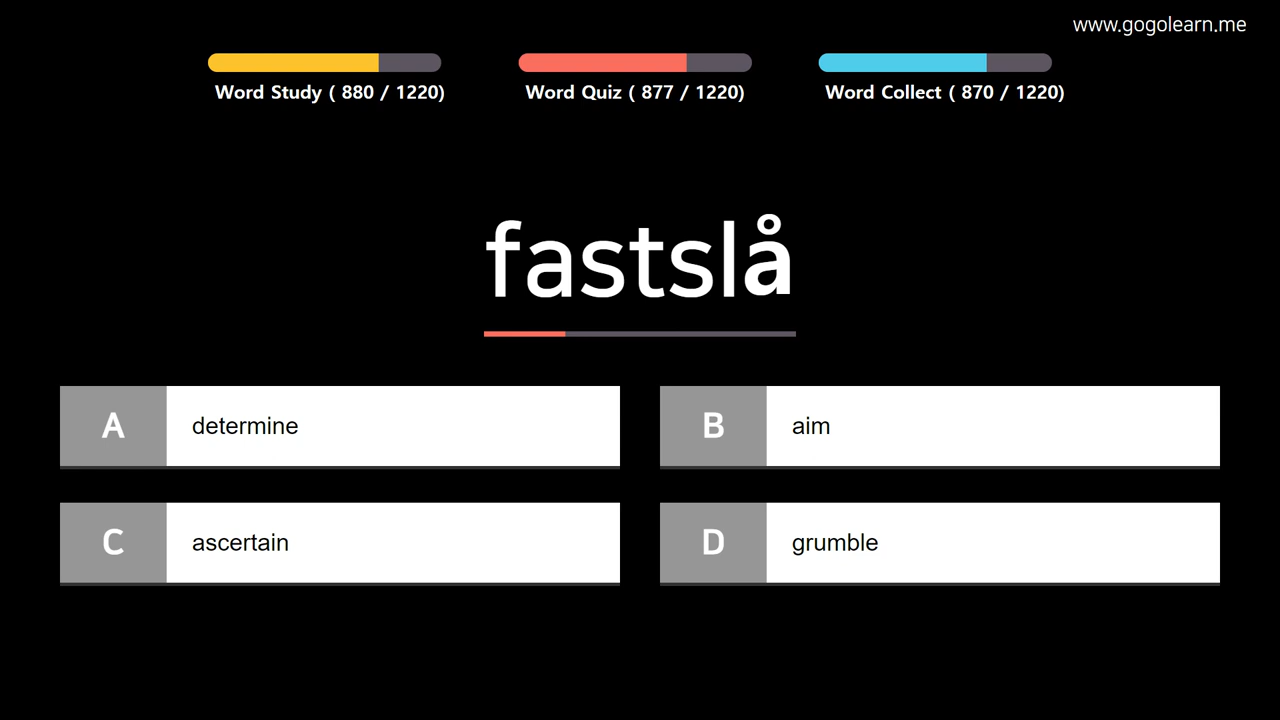 www.gogolearn.me
Word Study ( 880 / 1220)
Word Quiz ( 877 / 1220)
Word Collect ( 870 / 1220)
fastslå
A determine
B aim
C ascertain
D grumble